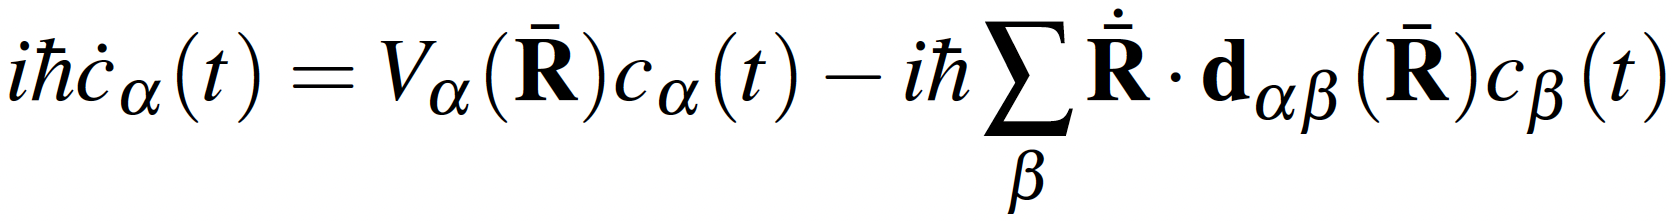 iℏċ_α(t) = V_α(𝐑̄)c_α(t) − iℏ ∑_β 𝐑̄̇ · 𝐝_αβ(𝐑̄)c_β(t)